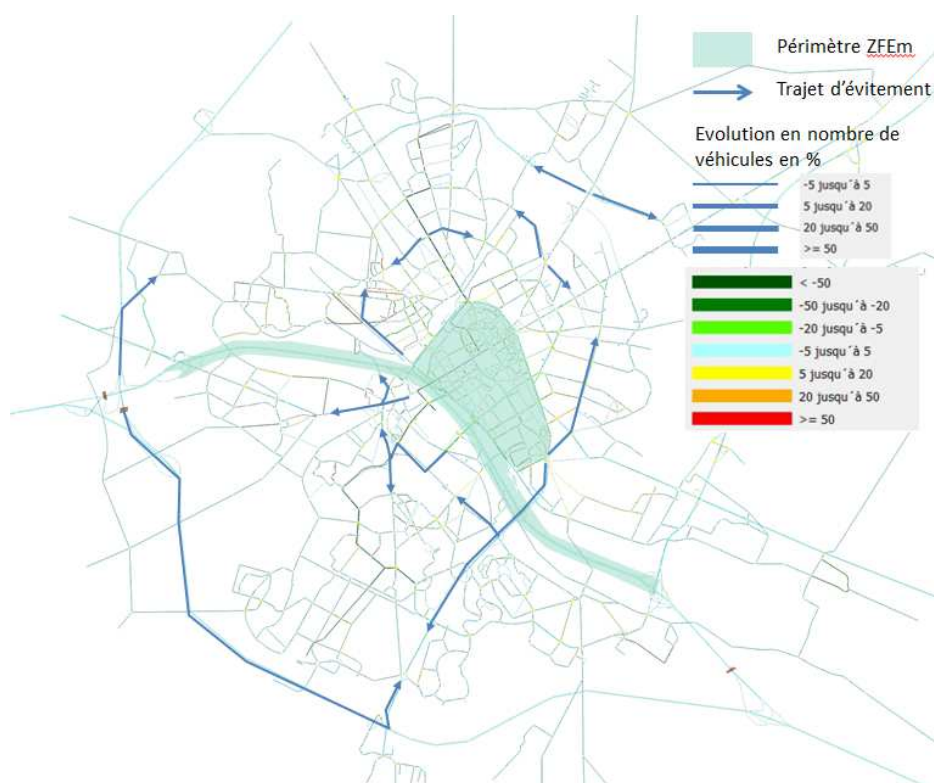 Périmètre ZFEm
Trajet d'évitement
Evolution en nombre de
véhicules en %
-5 jusqu´à 5
5 jusqu´à 20
20 jusqu´à 50
>= 50
< -50
-50 jusqu´à -20
-20 jusqu´à -5
-5 jusqu´à 5
5 jusqu´à 20
20 jusqu´à 50
>= 50